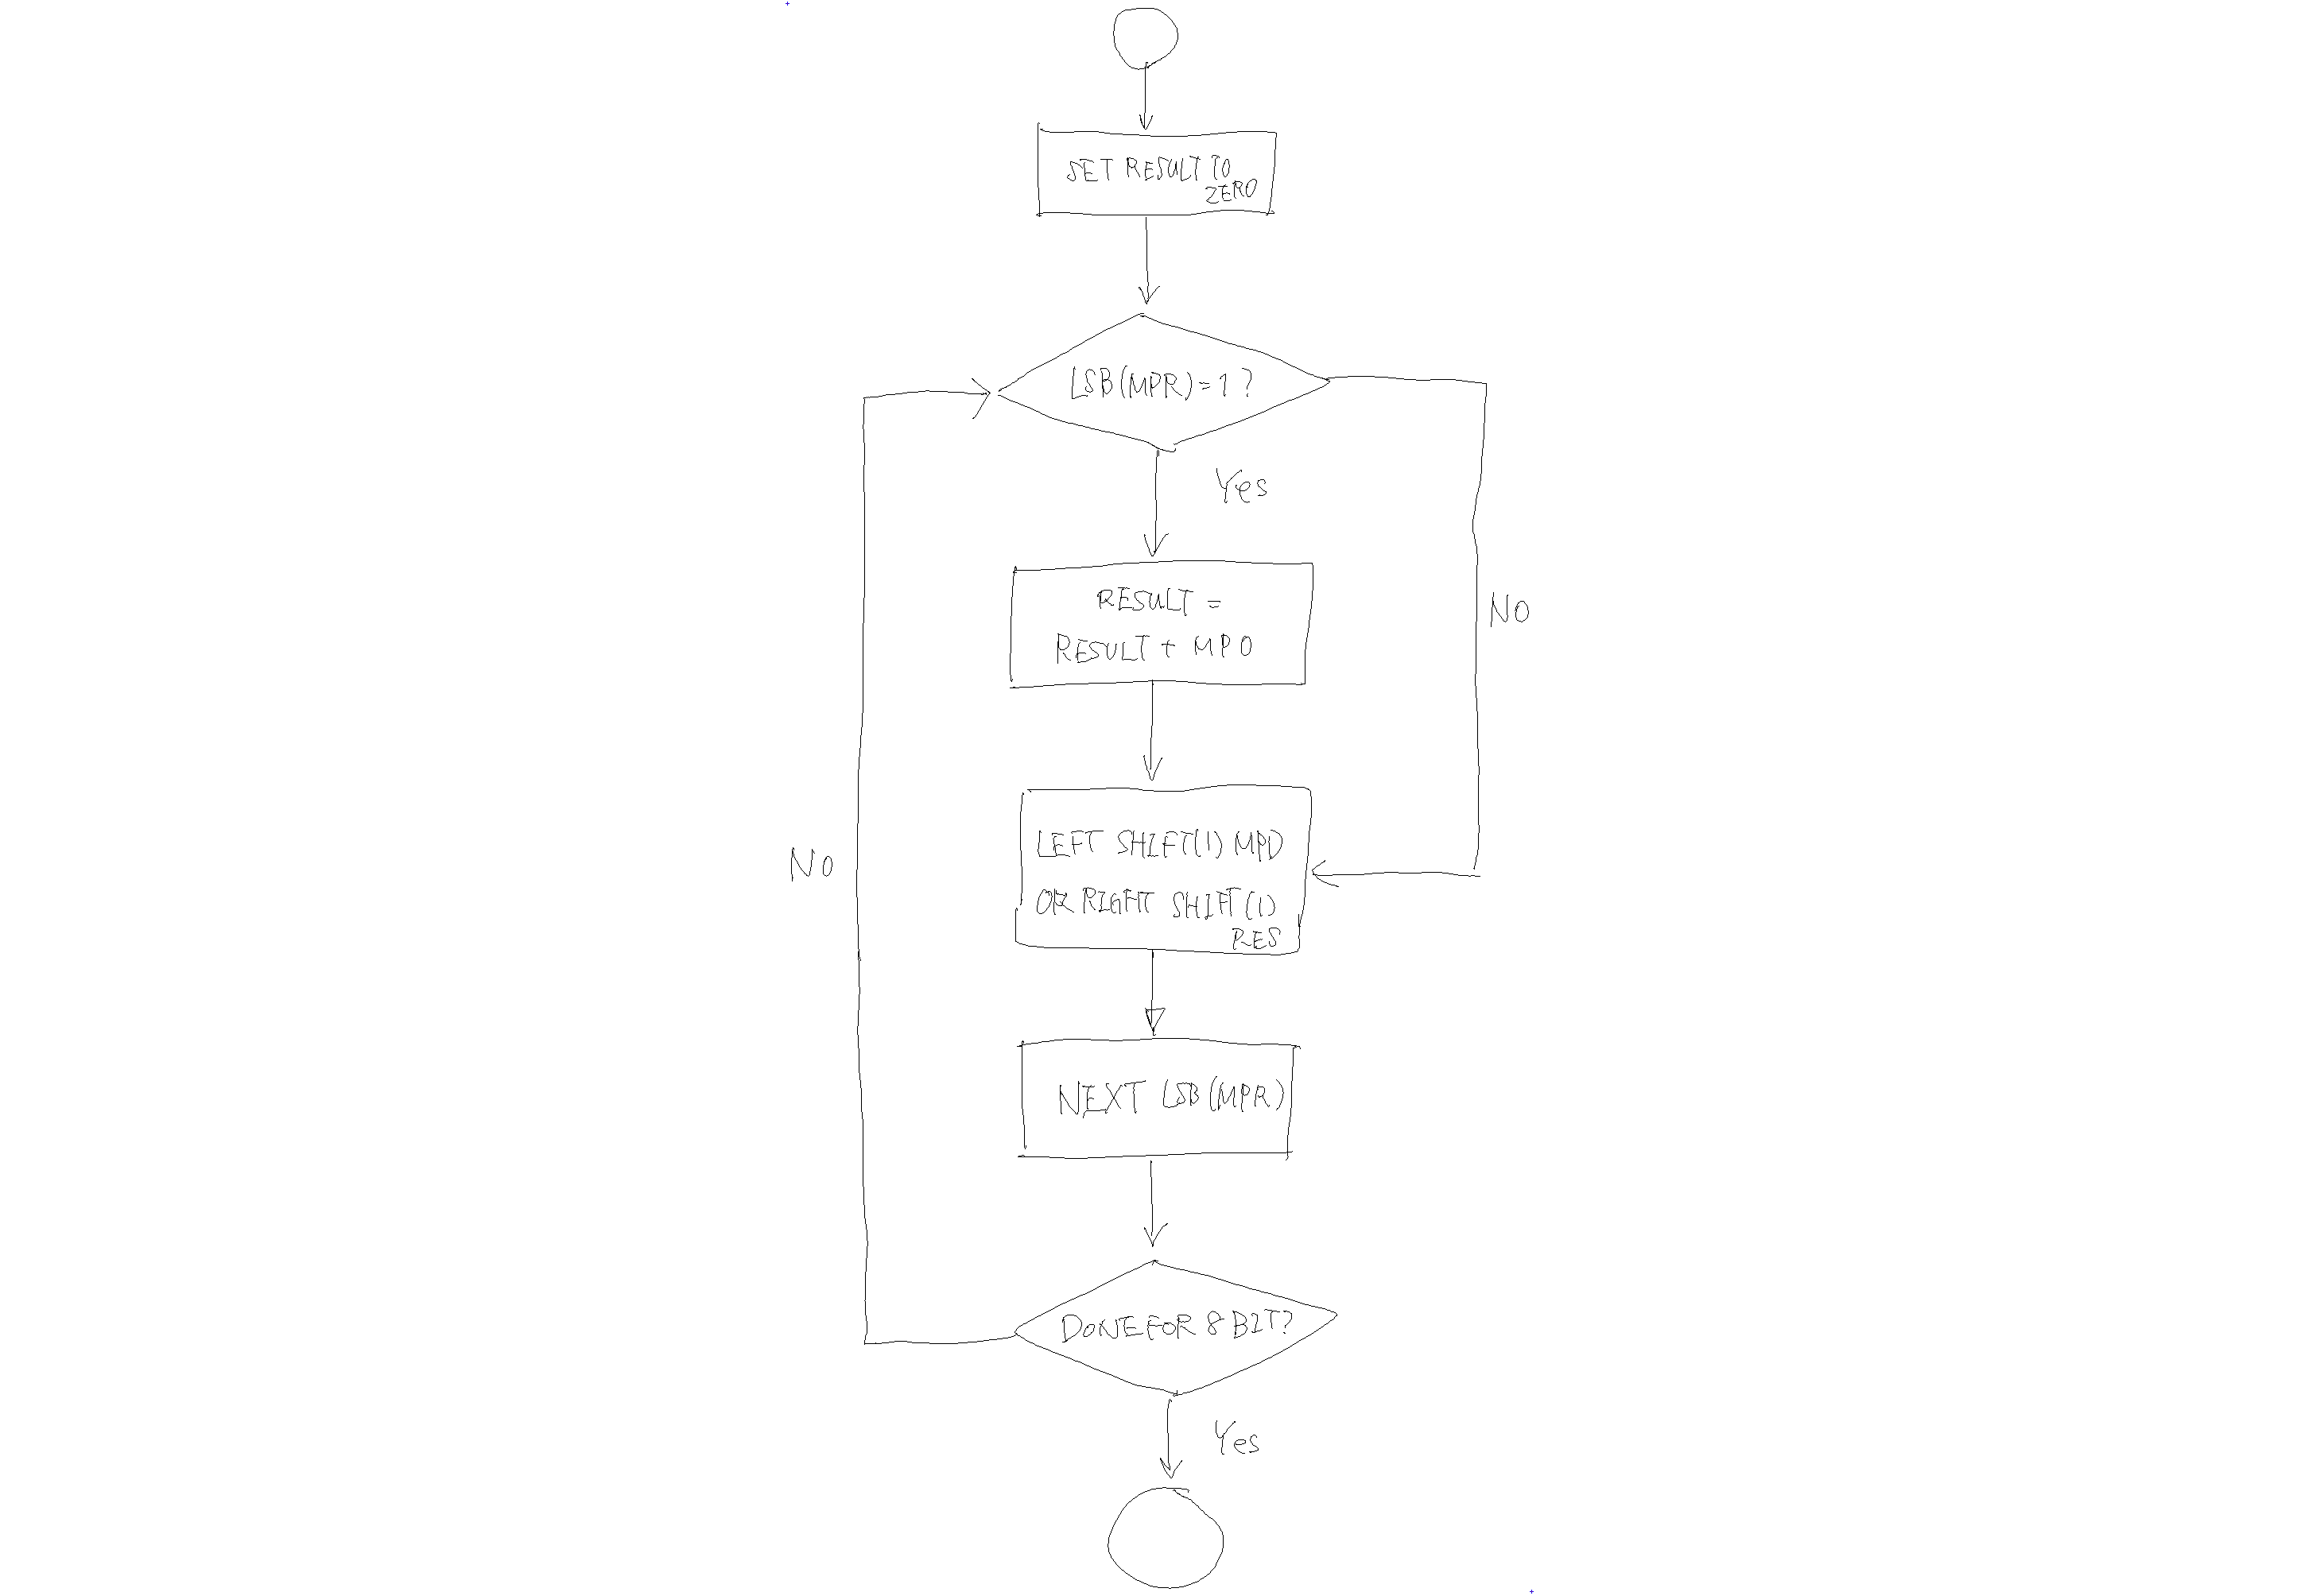 SET RESULT TO
ZERO
LSB(MPR)=1?
Yes
RESULT =
RESULT + MPD
NO
LEFT SHIFT(1) MPD
OR RIGHT SHIFT(1)
RES
NO
NEXT LSB(MPR)
DONE FOR 8 BIT?
Yes